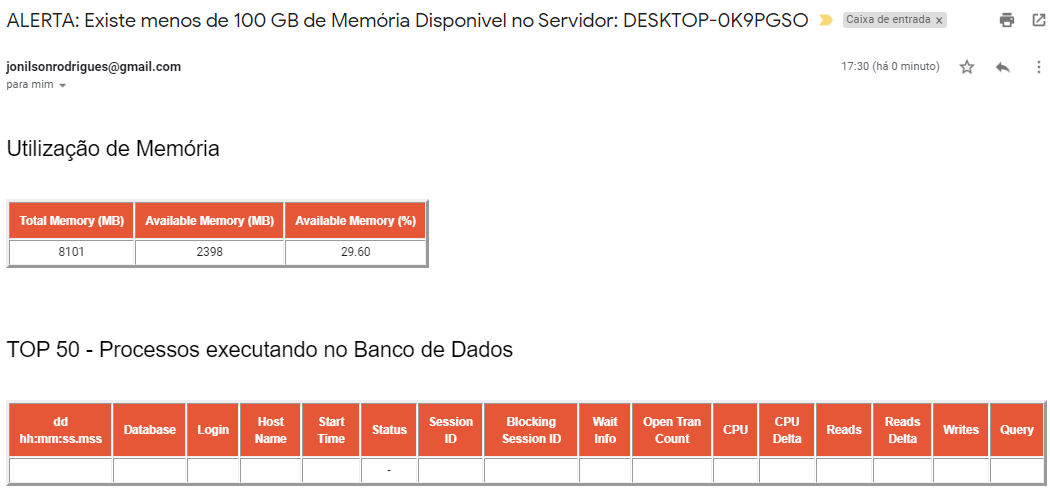 ALERTA: Existe menos de 100 GB de Memória Disponivel no Servidor: DESKTOP-0K9PGSO Caixa de entrada x
jonilsonrodrigues@gmail.com 17:30 (há 0 minuto)
para mim
Utilização de Memória
Total Memory (MB) Available Memory (MB) Available Memory (%)
8101 2398 29.60
TOP 50 - Processos executando no Banco de Dados
dd hh:mm:ss.mss Database Login Host Name Start Time Status Session ID Blocking Session ID Wait Info Open Tran Count CPU CPU Delta Reads Reads Delta Writes Query
-